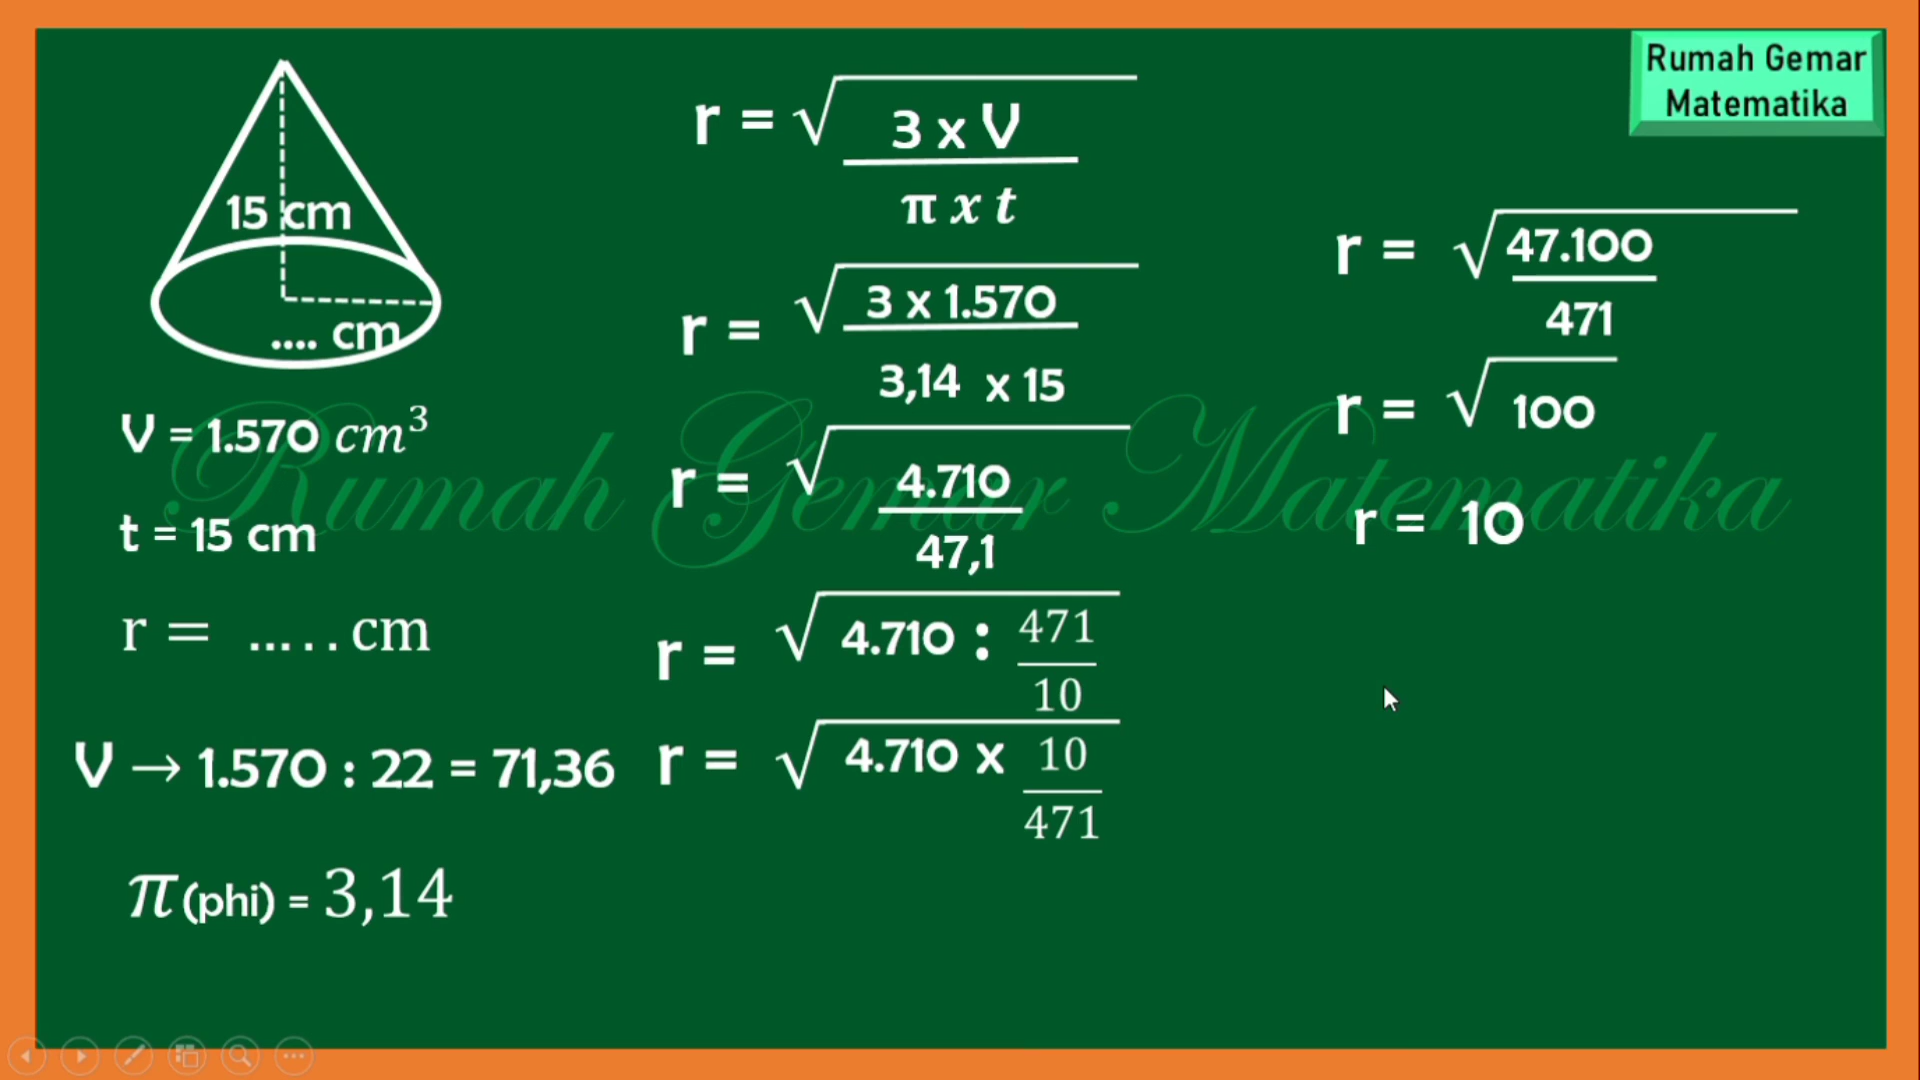 15 cm
.... cm
V = 1.570 cm³
t = 15 cm
r = ..... cm
V → 1.570 : 22 = 71,36
π (phi) = 3,14
r = √ 3 x V
π x t
r = √ 3 x 1.570
3,14 x 15
r = √ 4.710
47,1
r = √ 4.710 : 471
10
r = √ 4.710 x 10
471
Rumah Gemar
Matematika
r = √ 47.100
471
r = √ 100
r = 10
Rumah Gemar Matematika